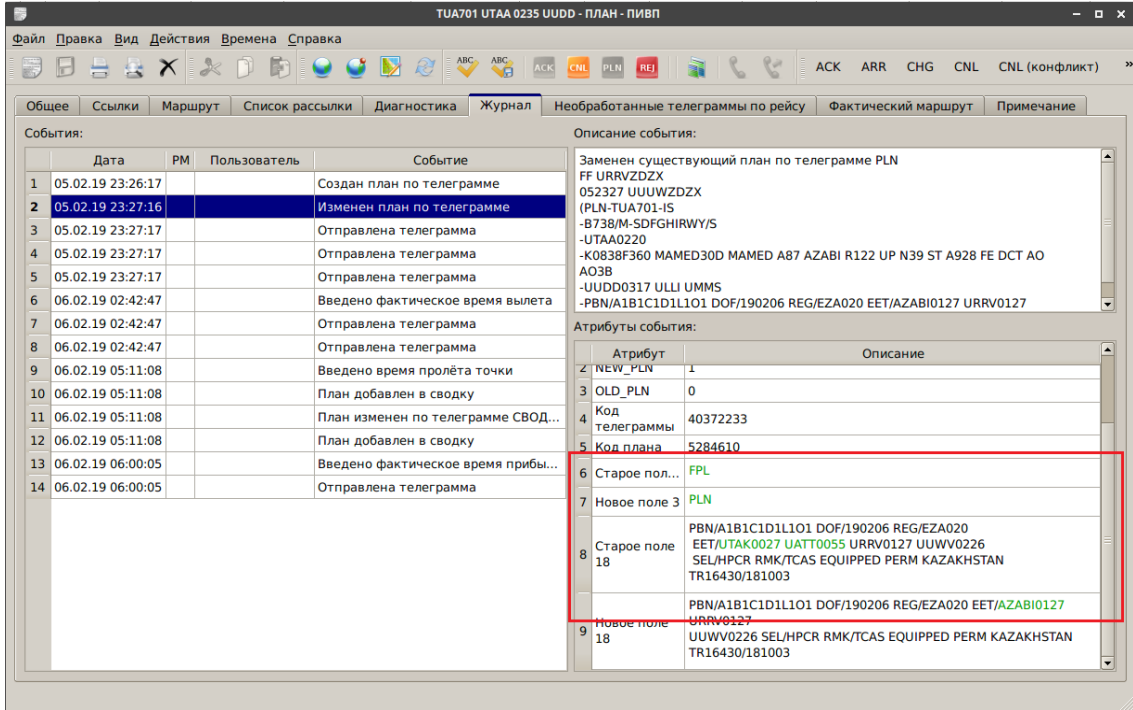 TUA701 UTAA 0235 UUDD - ПЛАН - ПИВП
Файл Правка Вид Действия Времена Справка
ABC ABC ACK CNL PLN REJ ACK ARR CHG CNL CNL (конфликт) »
Общее Ссылки Маршрут Список рассылки Диагностика Журнал Необработанные телеграммы по рейсу Фактический маршрут Примечание
События:
Дата РМ Пользователь Событие
1 05.02.19 23:26:17 Создан план по телеграмме
2 05.02.19 23:27:16 Изменен план по телеграмме
3 05.02.19 23:27:17 Отправлена телеграмма
4 05.02.19 23:27:17 Отправлена телеграмма
5 05.02.19 23:27:17 Отправлена телеграмма
6 06.02.19 02:42:47 Введено фактическое время вылета
7 06.02.19 02:42:47 Отправлена телеграмма
8 06.02.19 02:42:47 Отправлена телеграмма
9 06.02.19 05:11:08 Введено время пролёта точки
10 06.02.19 05:11:08 План добавлен в сводку
11 06.02.19 05:11:08 План изменен по телеграмме СВОД...
12 06.02.19 05:11:08 План добавлен в сводку
13 06.02.19 06:00:05 Введено фактическое время прибы...
14 06.02.19 06:00:05 Отправлена телеграмма
Описание события:
Заменен существующий план по телеграмме PLN
FF URRVZDZX
052327 UUUWZDZX
(PLN-TUA701-IS
-B738/M-SDFGHIRWY/S
-UTAA0220
-K0838F360 MAMED30D MAMED A87 AZABI R122 UP N39 ST A928 FE DCT AO
AO3B
-UUDD0317 ULLI UMMS
-PBN/A1B1C1D1L1O1 DOF/190206 REG/EZA020 EET/AZABI0127 URRV0127
Атрибуты события:
Атрибут Описание
2 NEW_PLN 1
3 OLD_PLN 0
4 Код
телеграммы 40372233
5 Код плана 5284610
6 Старое пол... FPL
7 Новое поле 3 PLN
8 Старое поле
18
PBN/A1B1C1D1L1O1 DOF/190206 REG/EZA020
EET/UTAK0027 UATT0055 URRV0127 UUWV0226
SEL/HPCR RMK/TCAS EQUIPPED PERM KAZAKHSTAN
TR16430/181003
9 Новое поле
18
PBN/A1B1C1D1L1O1 DOF/190206 REG/EZA020 EET/AZABI0127
URRV0127
UUWV0226 SEL/HPCR RMK/TCAS EQUIPPED PERM KAZAKHSTAN
TR16430/181003